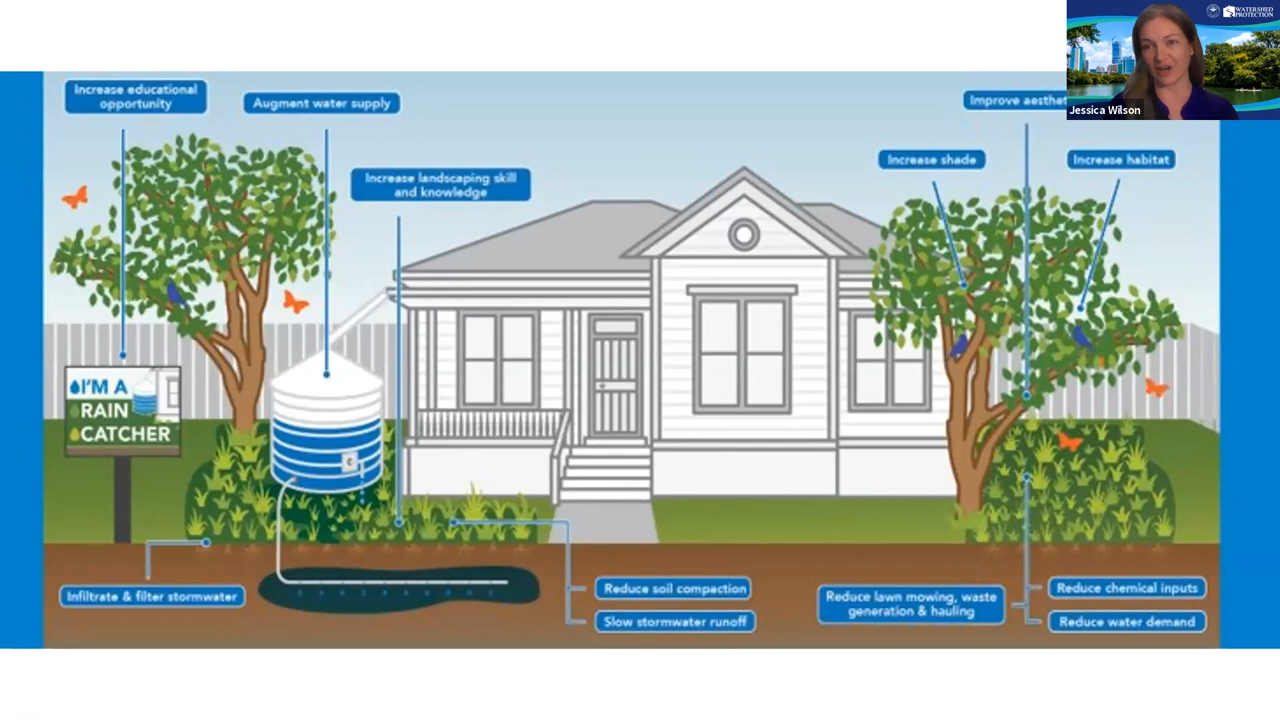 WATERSHED
PROTECTION
Jessica Wilson
Increase educational
opportunity
Augment water supply
Increase landscaping skill
and knowledge
Improve
Increase shade
Increase habitat
I'M A
RAIN
CATCHER
Infiltrate & filter stormwater
Reduce soil compaction
Slow stormwater runoff
Reduce lawn mowing, waste
generation & hauling
Reduce chemical inputs
Reduce water demand